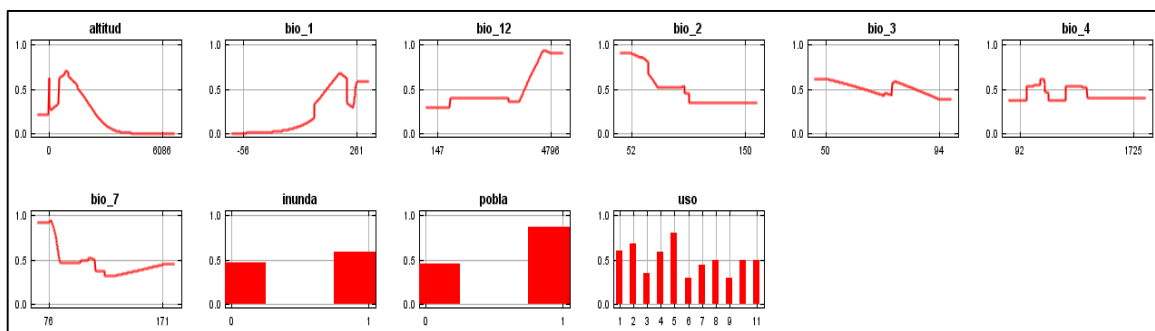 altitud bio_1 bio_12 bio_2 bio_3 bio_4
1.0 1.0 1.0 1.0 1.0 1.0
0.5 0.5 0.5 0.5 0.5 0.5
0.0 0.0 0.0 0.0 0.0 0.0
0 6086 -56 261 147 4796 52 150 50 94 92 1725
bio_7 inunda pobla uso
1.0 1.0 1.0 1.0
0.5 0.5 0.5 0.5
0.0 0.0 0.0 0.0
76 171 0 1 0 1 1 2 3 4 5 6 7 8 9 11